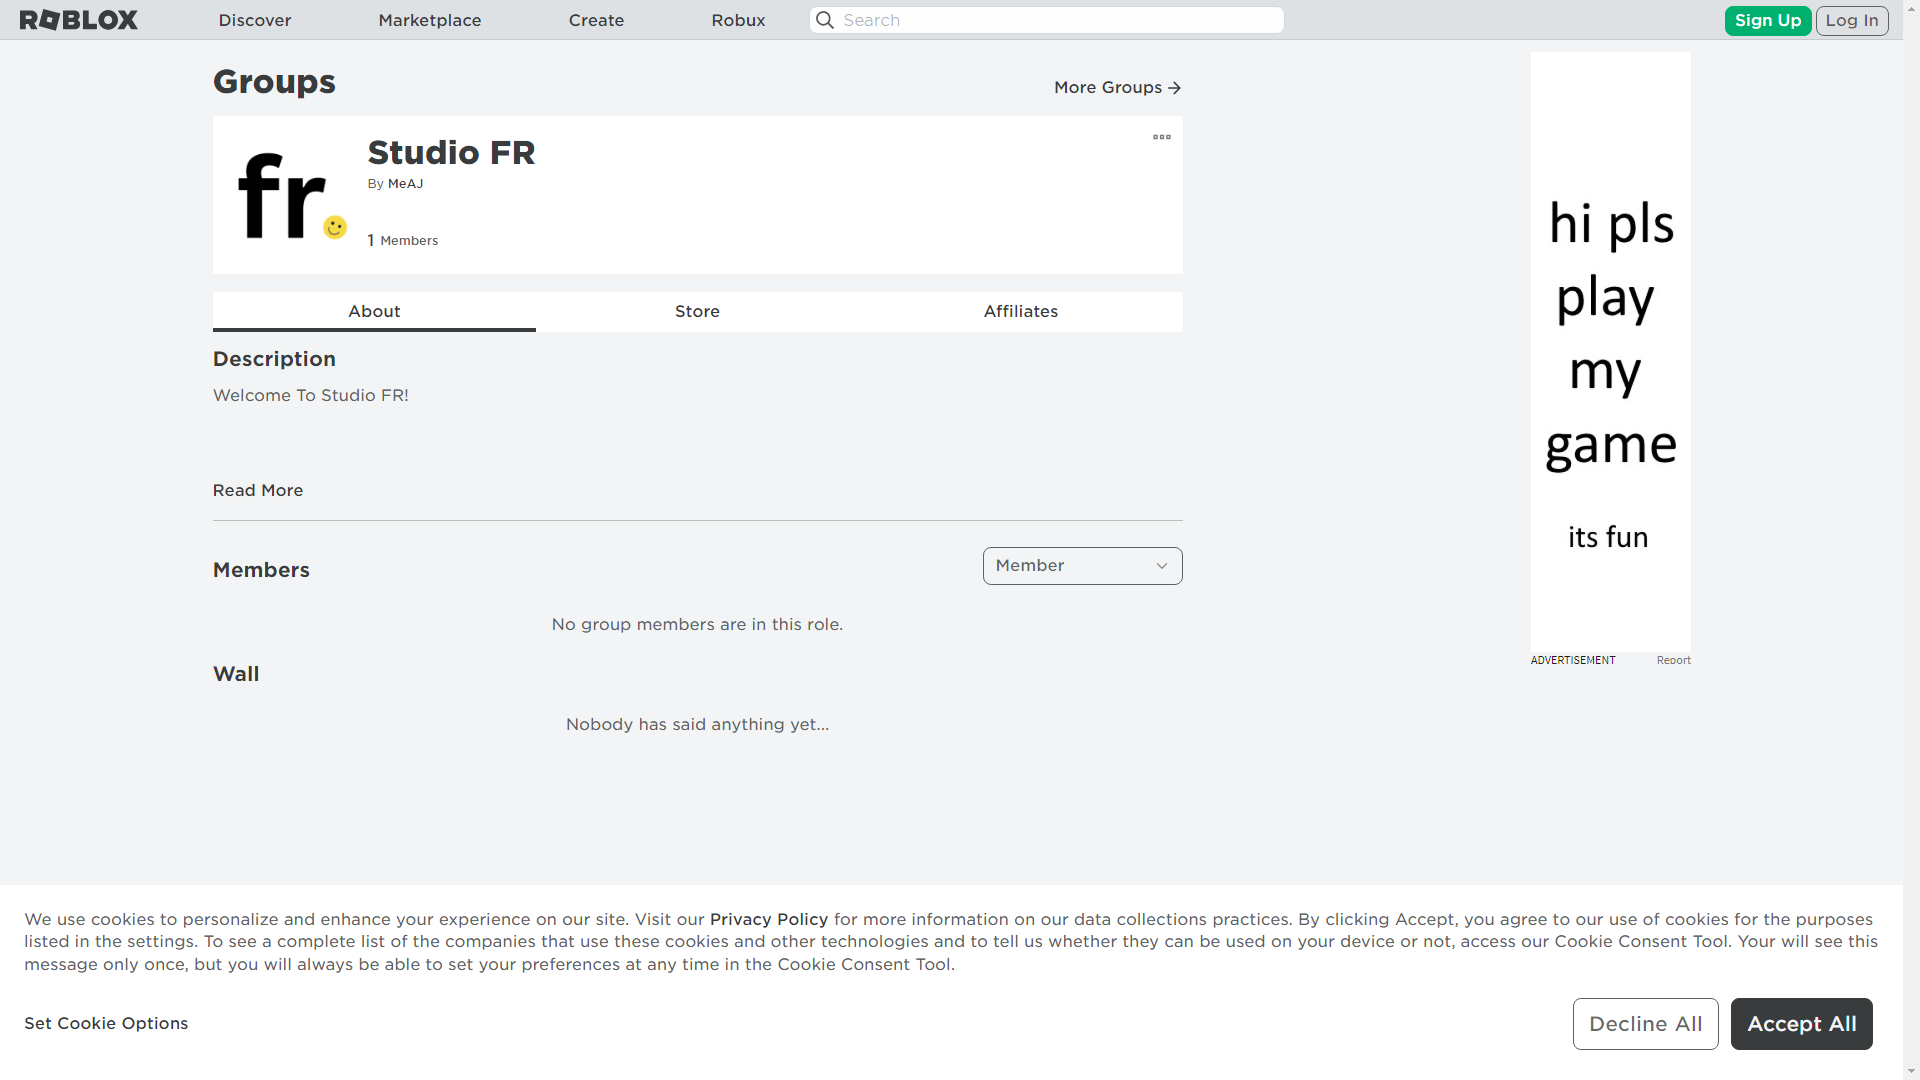 ROBLOX
Discover
Marketplace
Create
Robux
Search
Sign Up
Log In
Groups
More Groups
fr
Studio FR
By MeAJ
1 Members
About
Store
Affiliates
Description
Welcome To Studio FR!
Read More
Members
Member
No group members are in this role.
Wall
Nobody has said anything yet...
hi pls
play
my
game
its fun
ADVERTISEMENT
Report
We use cookies to personalize and enhance your experience on our site. Visit our Privacy Policy for more information on our data collections practices. By clicking Accept, you agree to our use of cookies for the purposes
listed in the settings. To see a complete list of the companies that use these cookies and other technologies and to tell us whether they can be used on your device or not, access our Cookie Consent Tool. Your will see this
message only once, but you will always be able to set your preferences at any time in the Cookie Consent Tool.
Set Cookie Options
Decline All
Accept All